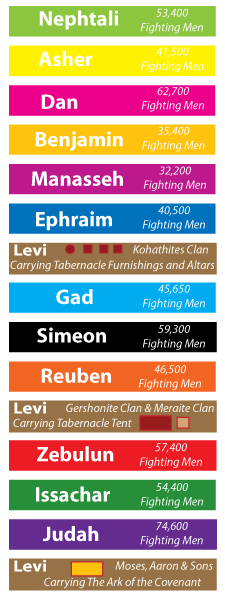 Nephtali 53,400
Fighting Men
Asher 41,500
Fighting Men
Dan 62,700
Fighting Men
Benjamin 35,400
Fighting Men
Manasseh 32,200
Fighting Men
Ephraim 40,500
Fighting Men
Levi Kohathites Clan
Carrying Tabernacle Furnishings and Altars
Gad 45,650
Fighting Men
Simeon 59,300
Fighting Men
Reuben 46,500
Fighting Men
Levi Gershonite Clan & Meraite Clan
Carrying Tabernacle Tent
Zebulun 57,400
Fighting Men
Issachar 54,400
Fighting Men
Judah 74,600
Fighting Men
Levi Moses, Aaron & Sons
Carrying The Ark of the Covenant